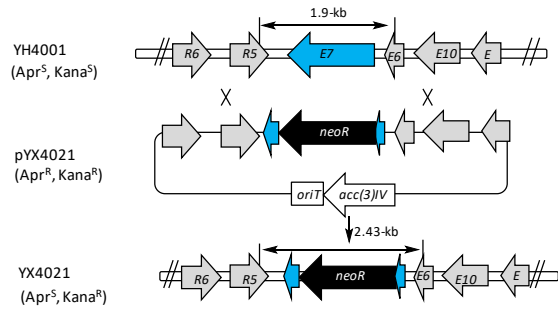 1.9-kb
YH4001
(Apr^S, Kana^S)
R6 R5 E7 E6 E10 E
pYX4021
(Apr^R, Kana^R)
neoR
oriT acc(3)IV
2.43-kb
YX4021
(Apr^S, Kana^R)
R6 R5 neoR E6 E10 E